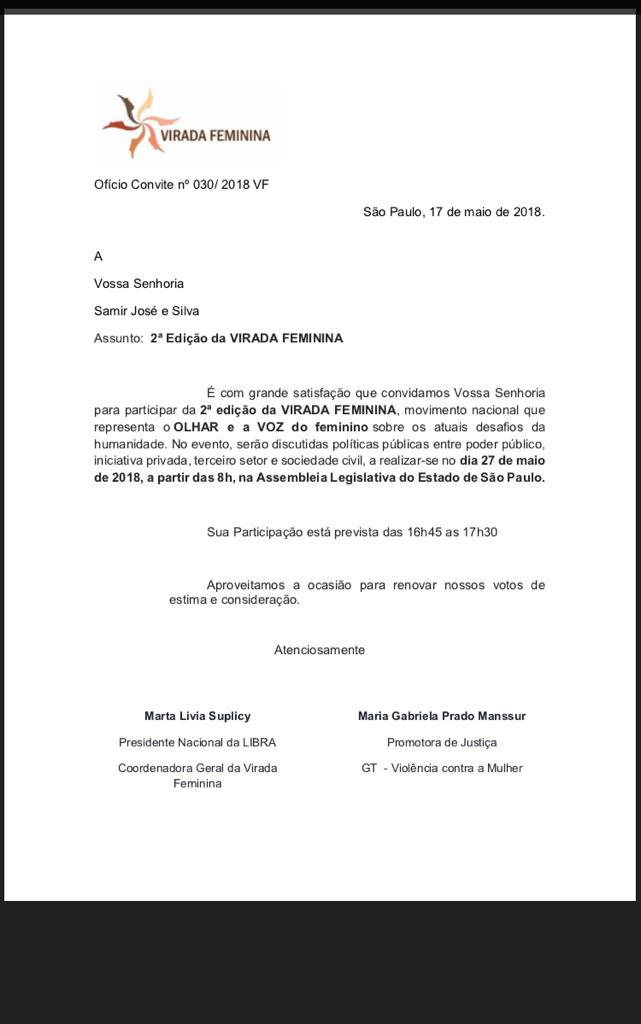 VIRADA FEMININA
Ofício Convite nº 030/ 2018 VF
São Paulo, 17 de maio de 2018.
A
Vossa Senhoria
Samir José e Silva
Assunto: 2ª Edição da VIRADA FEMININA
É com grande satisfação que convidamos Vossa Senhoria
para participar da 2ª edição da VIRADA FEMININA, movimento nacional que
representa o OLHAR e a VOZ do feminino sobre os atuais desafios da
humanidade. No evento, serão discutidas políticas públicas entre poder público,
iniciativa privada, terceiro setor e sociedade civil, a realizar-se no dia 27 de maio
de 2018, a partir das 8h, na Assembleia Legislativa do Estado de São Paulo.
Sua Participação está prevista das 16h45 as 17h30
Aproveitamos a ocasião para renovar nossos votos de
estima e consideração.
Atenciosamente
Marta Livia Suplicy
Presidente Nacional da LIBRA
Coordenadora Geral da Virada
Feminina
Maria Gabriela Prado Manssur
Promotora de Justiça
GT - Violência contra a Mulher